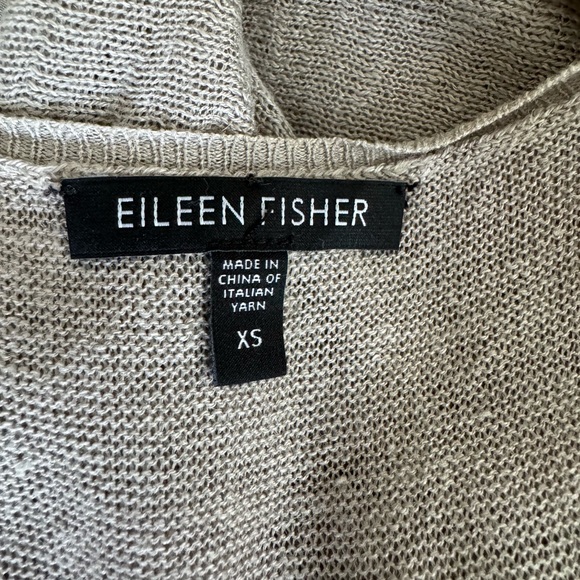 EILEEN FISHER
MADE IN
CHINA OF
ITALIAN
YARN
XS